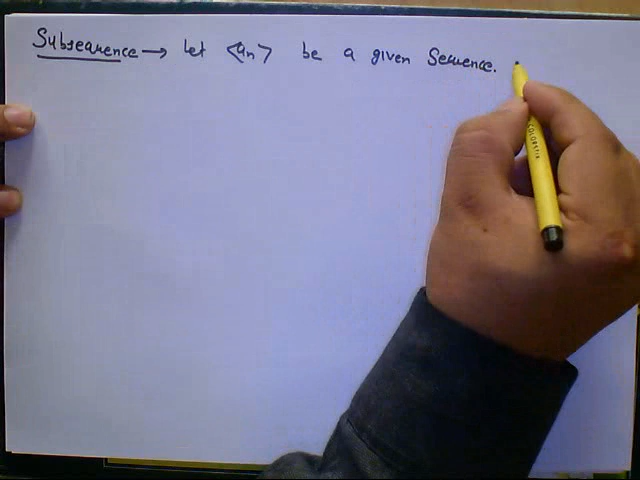 Subsequence → Let <an> be a given Sequence.